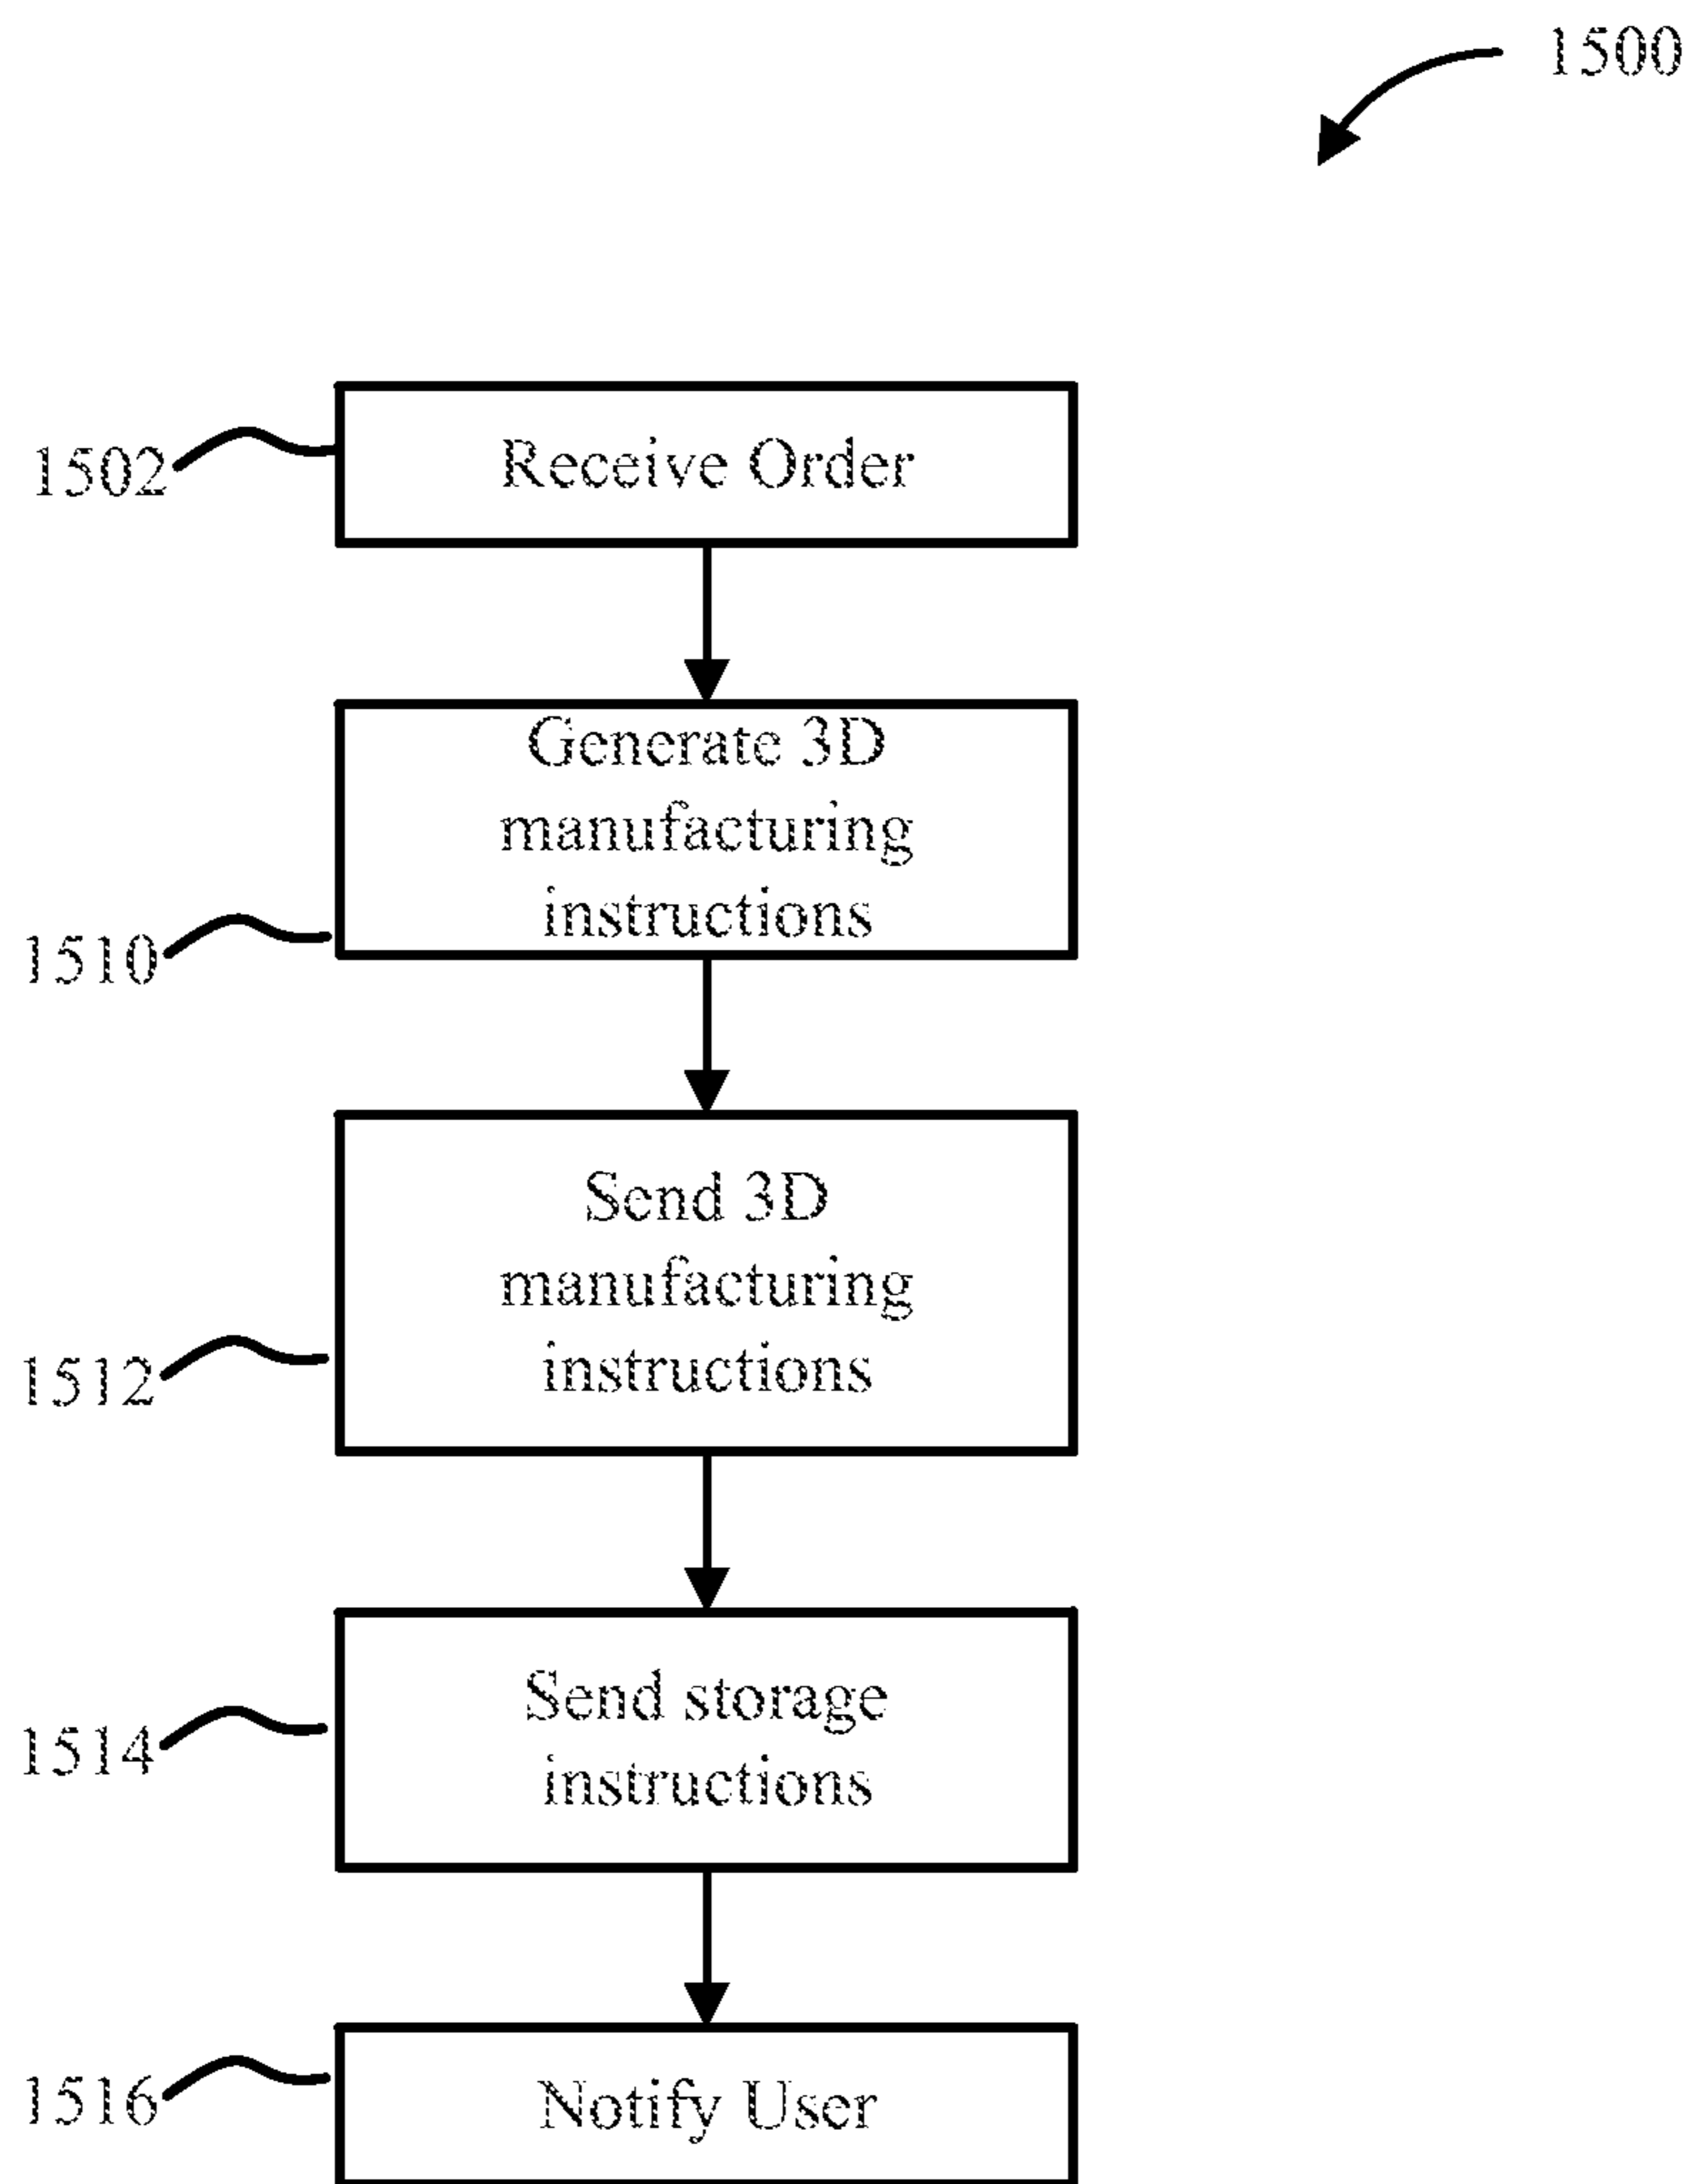 1500
1502
Receive Order
Generate 3D
manufacturing
instructions
1510
Send 3D
manufacturing
instructions
1512
Send storage
instructions
1514
1516
Notify User